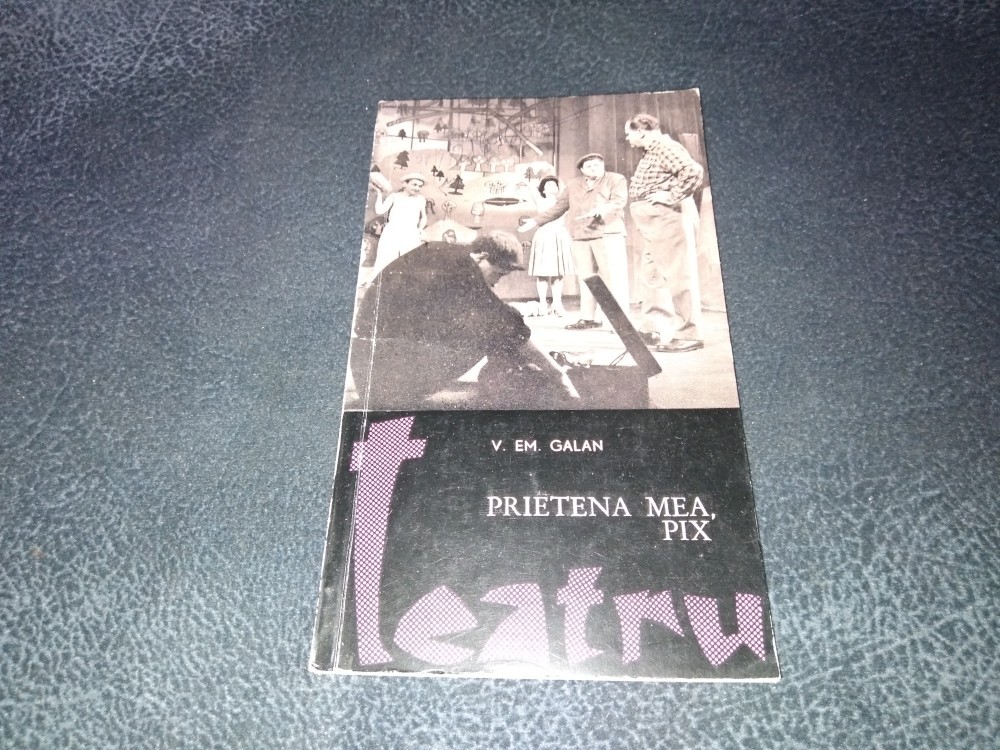 V. EM. GALAN
PRIETENA MEA,
PIX
teatru